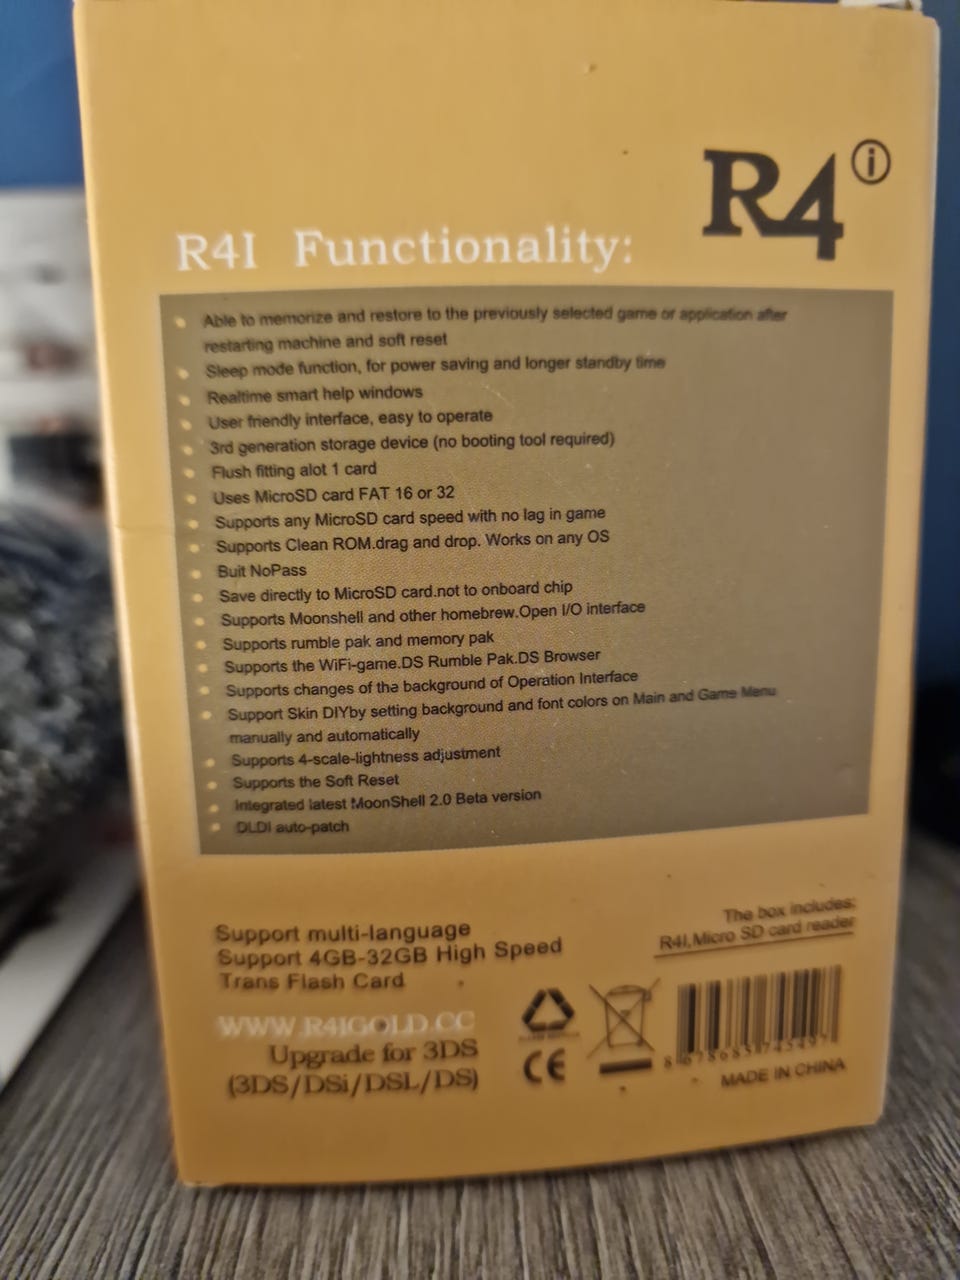 R4 i
R4I Functionality:
Able to memorize and restore to the previously selected game or application after
restarting machine and soft reset
Sleep mode function, for power saving and longer standby time
Realtime smart help windows
User friendly interface, easy to operate
3rd generation storage device (no booting tool required)
Flush fitting alot 1 card
Uses MicroSD card FAT 16 or 32
Supports any MicroSD card speed with no lag in game
Supports Clean ROM.drag and drop. Works on any OS
Buit NoPass
Save directly to MicroSD card.not to onboard chip
Supports Moonshell and other homebrew.Open I/O interface
Supports rumble pak and memory pak
Supports the WiFi-game.DS Rumble Pak.DS Browser
Supports changes of tha background of Operation Interface
Support Skin DIYby setting background and font colors on Main and Game Menu
manually and automatically
Supports 4-scale-lightness adjustment
Supports the Soft Reset
Integrated latest MoonShell 2.0 Beta version
DLDI auto-patch
Support multi-language
Support 4GB-32GB High Speed
Trans Flash Card
The box includes:
R4I,Micro SD card reader
WWW.R4IGOLD.CC
Upgrade for 3DS
(3DS/DSi/DSL/DS)
CE
MADE IN CHINA